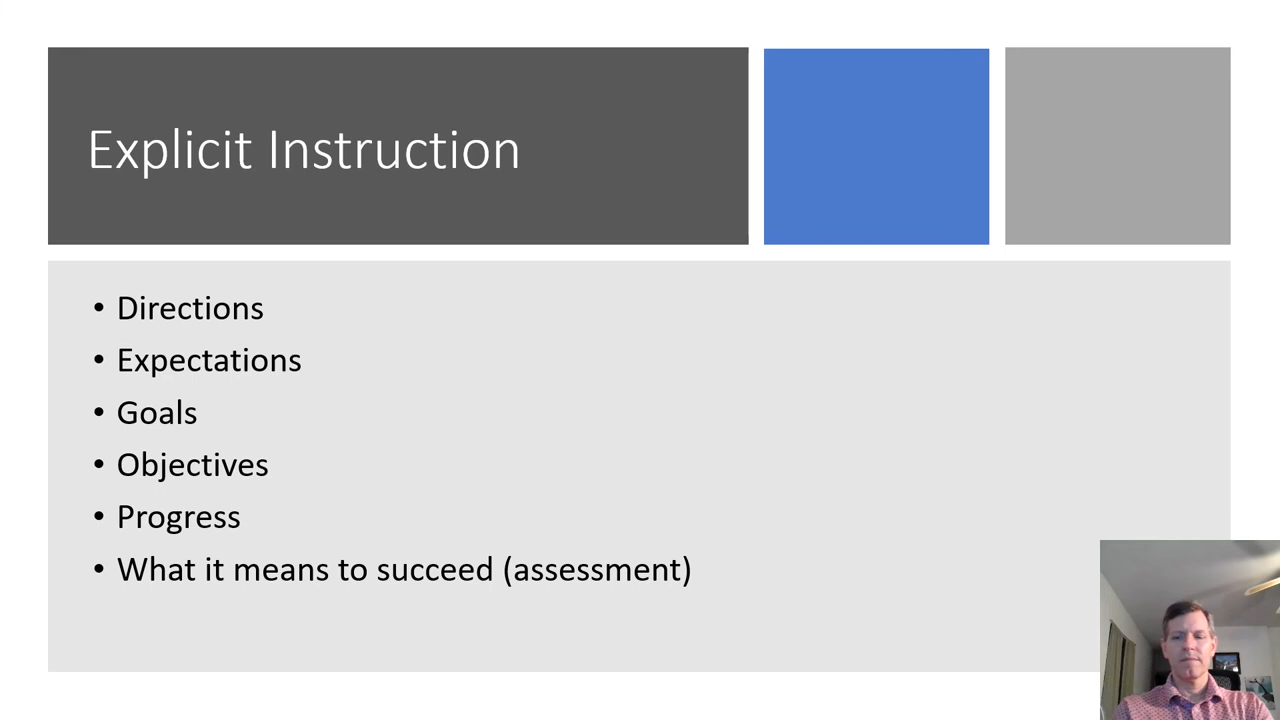 Explicit Instruction
• Directions
• Expectations
• Goals
• Objectives
• Progress
• What it means to succeed (assessment)